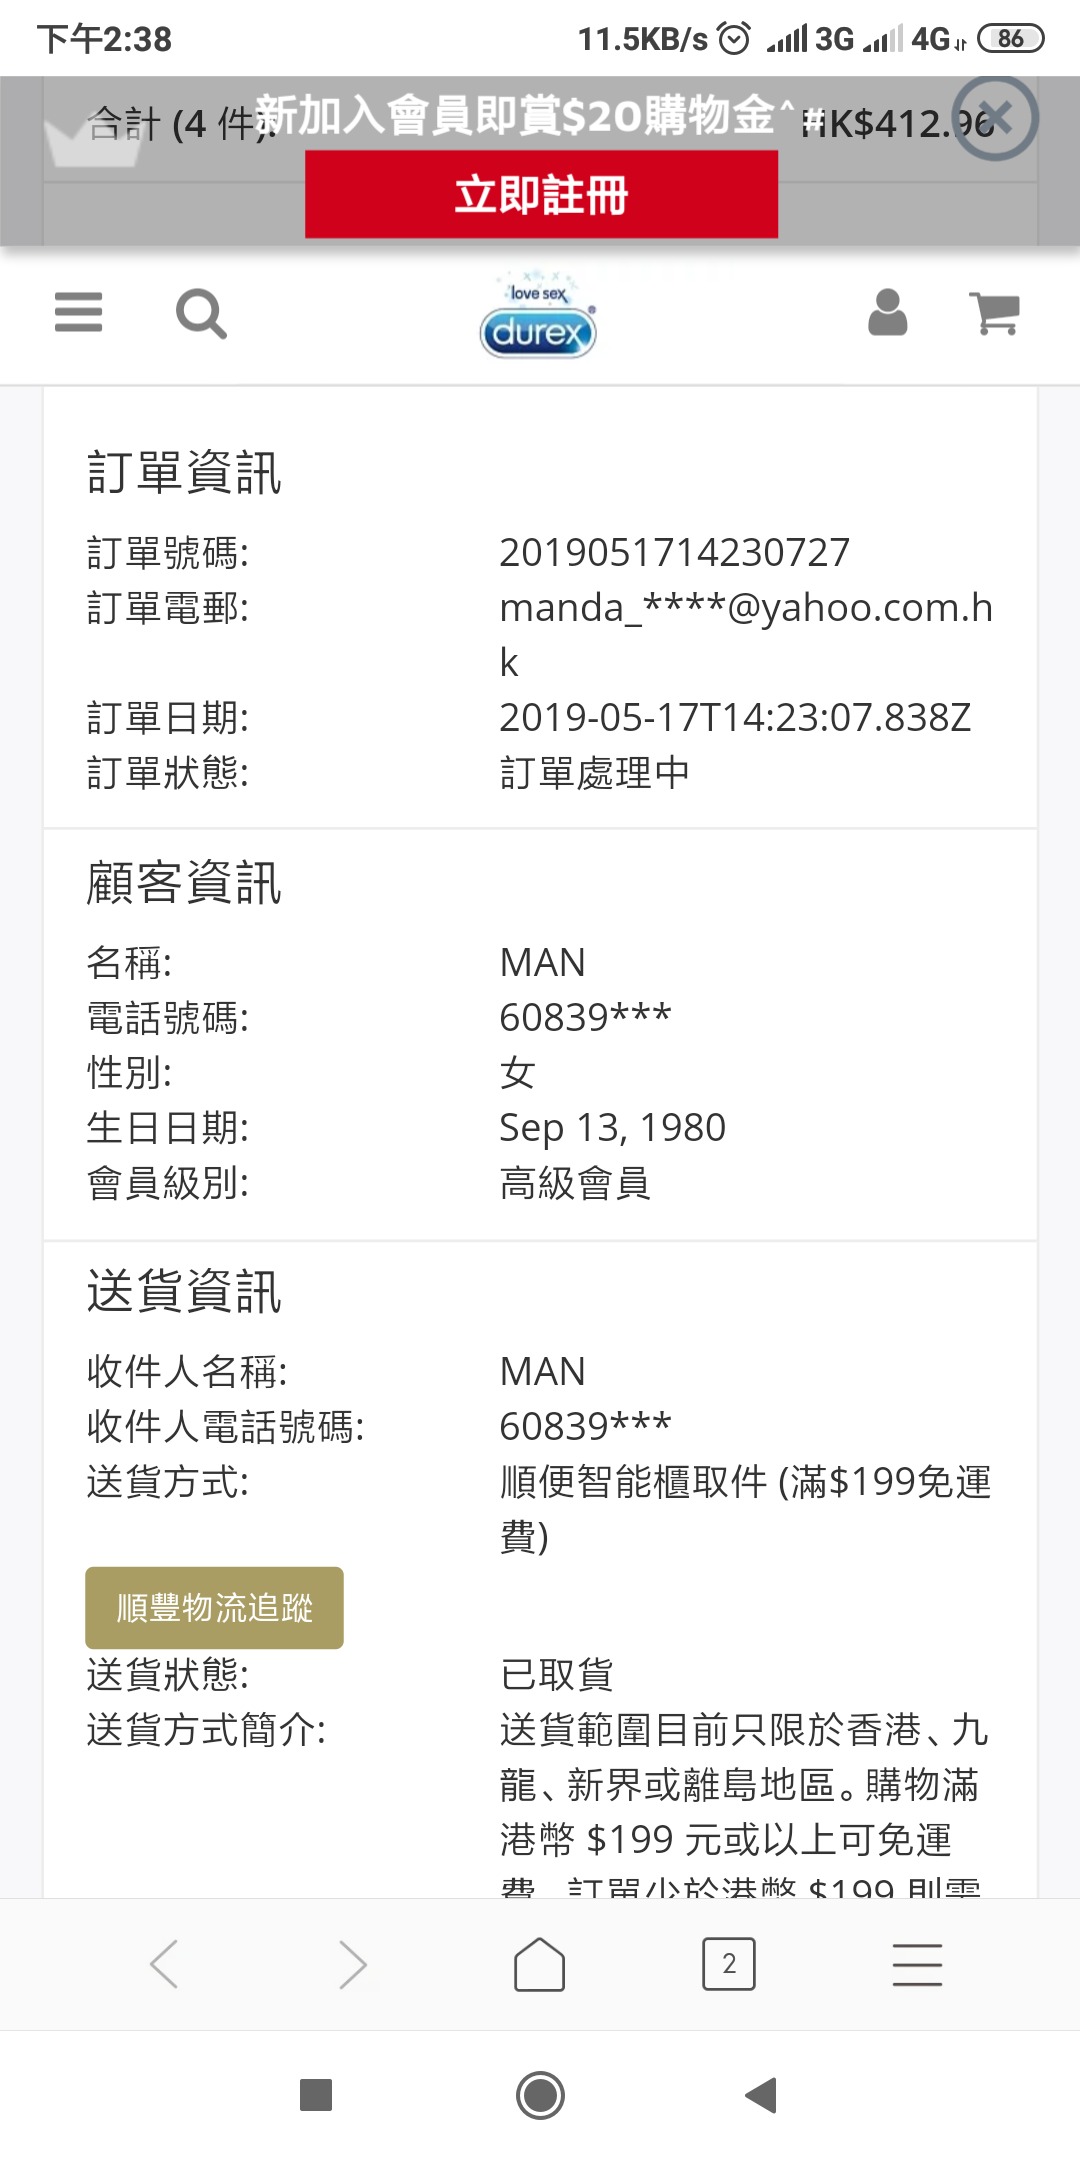 下午2:38
11.5KB/s 3G 4G 86
合計 (4 件):
HK$412.96
新加入會員即賞$20購物金^#
立即註冊
love sex
durex®
訂單資訊
訂單號碼: 2019051714230727
訂單電郵: manda_****@yahoo.com.h
k
訂單日期: 2019-05-17T14:23:07.838Z
訂單狀態: 訂單處理中
顧客資訊
名稱: MAN
電話號碼: 60839***
性別: 女
生日日期: Sep 13, 1980
會員級別: 高級會員
送貨資訊
收件人名稱: MAN
收件人電話號碼: 60839***
送貨方式: 順便智能櫃取件 (滿$199免運
費)
順豐物流追蹤
送貨狀態: 已取貨
送貨方式簡介: 送貨範圍目前只限於香港、九
龍、新界或離島地區。購物滿
港幣 $199 元或以上可免運
費。訂單少於港幣 $199 則需
2